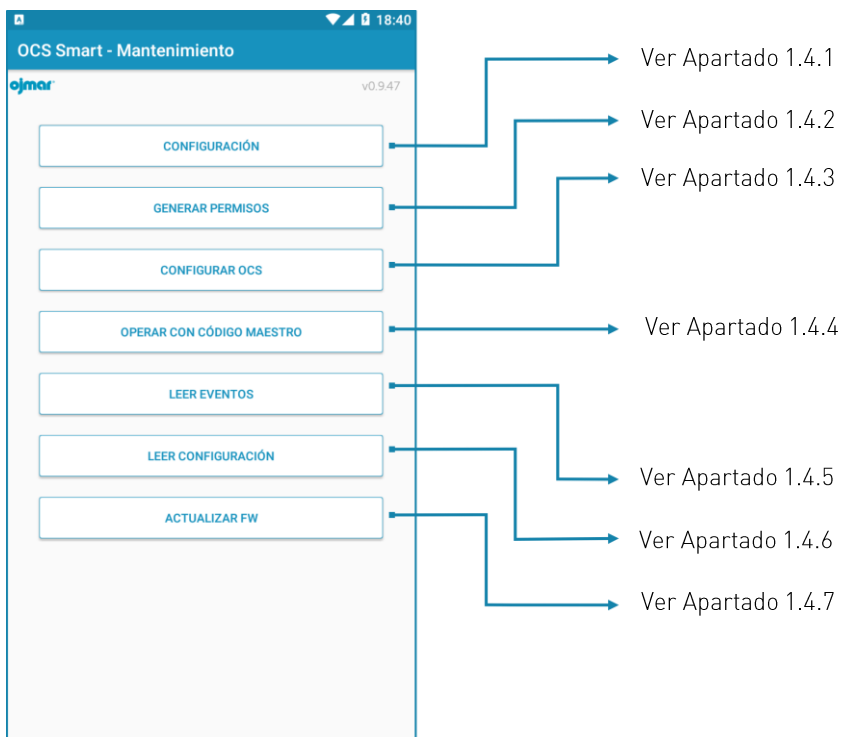 18:40
OCS Smart - Mantenimiento
ojmar
v0.9.47
CONFIGURACIÓN
Ver Apartado 1.4.1
GENERAR PERMISOS
Ver Apartado 1.4.2
CONFIGURAR OCS
Ver Apartado 1.4.3
OPERAR CON CÓDIGO MAESTRO
Ver Apartado 1.4.4
LEER EVENTOS
Ver Apartado 1.4.5
LEER CONFIGURACIÓN
Ver Apartado 1.4.6
ACTUALIZAR FW
Ver Apartado 1.4.7